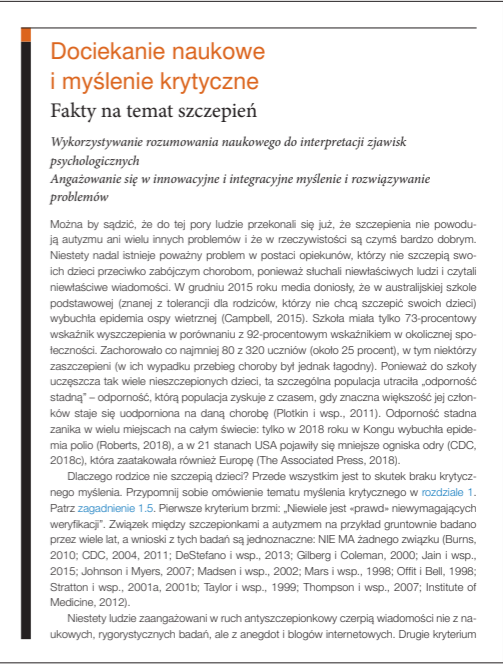 Dociekanie naukowe
i myślenie krytyczne
Fakty na temat szczepień
Wykorzystywanie rozumowania naukowego do interpretacji zjawisk
psychologicznych
Angażowanie się w innowacyjne i integracyjne myślenie i rozwiązywanie
problemów
Można by sądzić, że do tej pory ludzie przekonali się już, że szczepienia nie powodu-
ją autyzmu ani wielu innych problemów i że w rzeczywistości są czymś bardzo dobrym.
Niestety nadal istnieje poważny problem w postaci opiekunów, którzy nie szczepią swo-
ich dzieci przeciwko zabójczym chorobom, ponieważ słuchali niewłaściwych ludzi i czytali
niewłaściwe wiadomości. W grudniu 2015 roku media doniosły, że w australijskiej szkole
podstawowej (znanej z tolerancji dla rodziców, którzy nie chcą szczepić swoich dzieci)
wybuchła epidemia ospy wietrznej (Campbell, 2015). Szkoła miała tylko 73-procentowy
wskaźnik wyszczepienia w porównaniu z 92-procentowym wskaźnikiem w okolicznej spo-
łeczności. Zachorowało co najmniej 80 z 320 uczniów (około 25 procent), w tym niektórzy
zaszczepieni (w ich wypadku przebieg choroby był jednak łagodny). Ponieważ do szkoły
uczęszcza tak wiele nieszczepionych dzieci, ta szczególna populacja utraciła „odporność
stadną” – odporność, którą populacja zyskuje z czasem, gdy znaczna większość jej człon-
ków staje się uodporniona na daną chorobę (Plotkin i wsp., 2011). Odporność stadna
zanika w wielu miejscach na całym świecie: tylko w 2018 roku w Kongu wybuchła epide-
mia polio (Roberts, 2018), a w 21 stanach USA pojawiły się mniejsze ogniska odry (CDC,
2018c), która zaatakowała również Europę (The Associated Press, 2018).
Dlaczego rodzice nie szczepią dzieci? Przede wszystkim jest to skutek braku krytycz-
nego myślenia. Przypomnij sobie omówienie tematu myślenia krytycznego w rozdziale 1.
Patrz zagadnienie 1.5. Pierwsze kryterium brzmi: „Niewiele jest «prawd» niewymagających
weryfikacji”. Związek między szczepionkami a autyzmem na przykład gruntownie badano
przez wiele lat, a wnioski z tych badań są jednoznaczne: NIE MA żadnego związku (Burns,
2010; CDC, 2004, 2011; DeStefano i wsp., 2013; Gilberg i Coleman, 2000; Jain i wsp.,
2015; Johnson i Myers, 2007; Madsen i wsp., 2002; Mars i wsp., 1998; Offit i Bell, 1998;
Stratton i wsp., 2001a, 2001b; Taylor i wsp., 1999; Thompson i wsp., 2007; Institute of
Medicine, 2012).
Niestety ludzie zaangażowani w ruch antyszczepionkowy czerpią wiadomości nie z na-
ukowych, rygorystycznych badań, ale z anegdot i blogów internetowych. Drugie kryterium